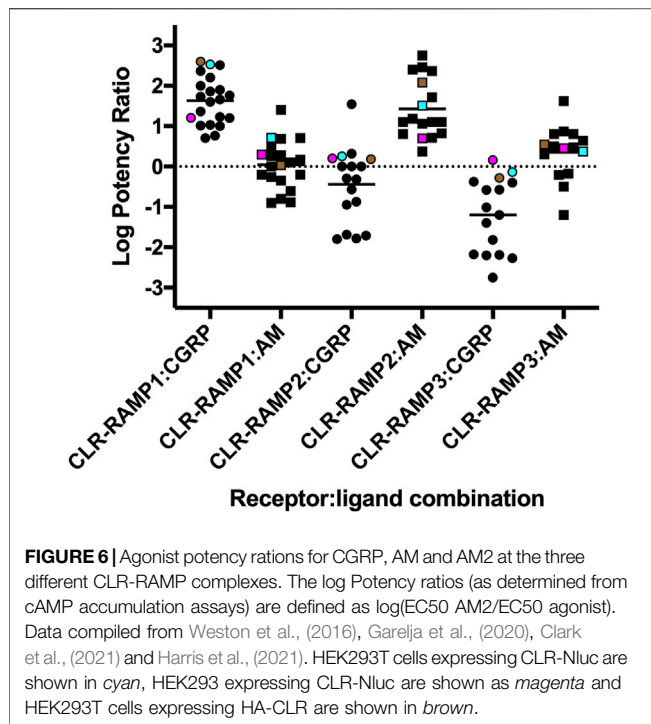 3
2
1
0
-1
-2
-3
Log Potency Ratio
CLR-RAMP1:CGRP
CLR-RAMP1:AM
CLR-RAMP2:CGRP
CLR-RAMP2:AM
CLR-RAMP3:CGRP
CLR-RAMP3:AM
Receptor:ligand combination
FIGURE 6 | Agonist potency rations for CGRP, AM and AM2 at the three
different CLR-RAMP complexes. The log Potency ratios (as determined from
cAMP accumulation assays) are defined as log(EC50 AM2/EC50 agonist).
Data compiled from Weston et al., (2016), Garelja et al., (2020), Clark
et al., (2021) and Harris et al., (2021). HEK293T cells expressing CLR-Nluc are
shown in cyan, HEK293 expressing CLR-Nluc are shown as magenta and
HEK293T cells expressing HA-CLR are shown in brown.